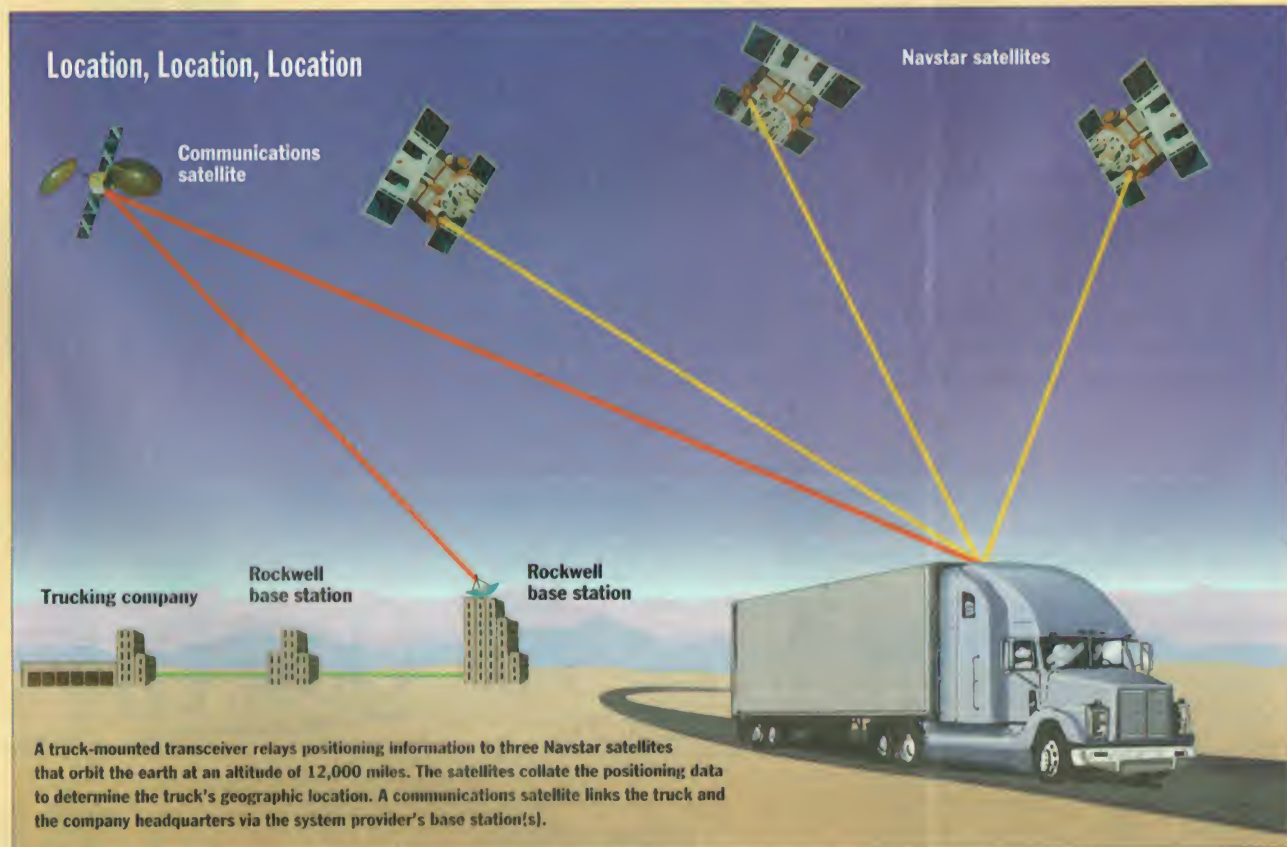 Location, Location, Location
Navstar satellites
Communications
satellite
Rockwell
base station
Rockwell
base station
Trucking company
A truck-mounted transceiver relays positioning information to three Navstar satellites
that orbit the earth at an altitude of 12,000 miles. The satellites collate the positioning data
to determine the truck's geographic location. A communications satellite links the truck and
the company headquarters via the system provider's base station(s).